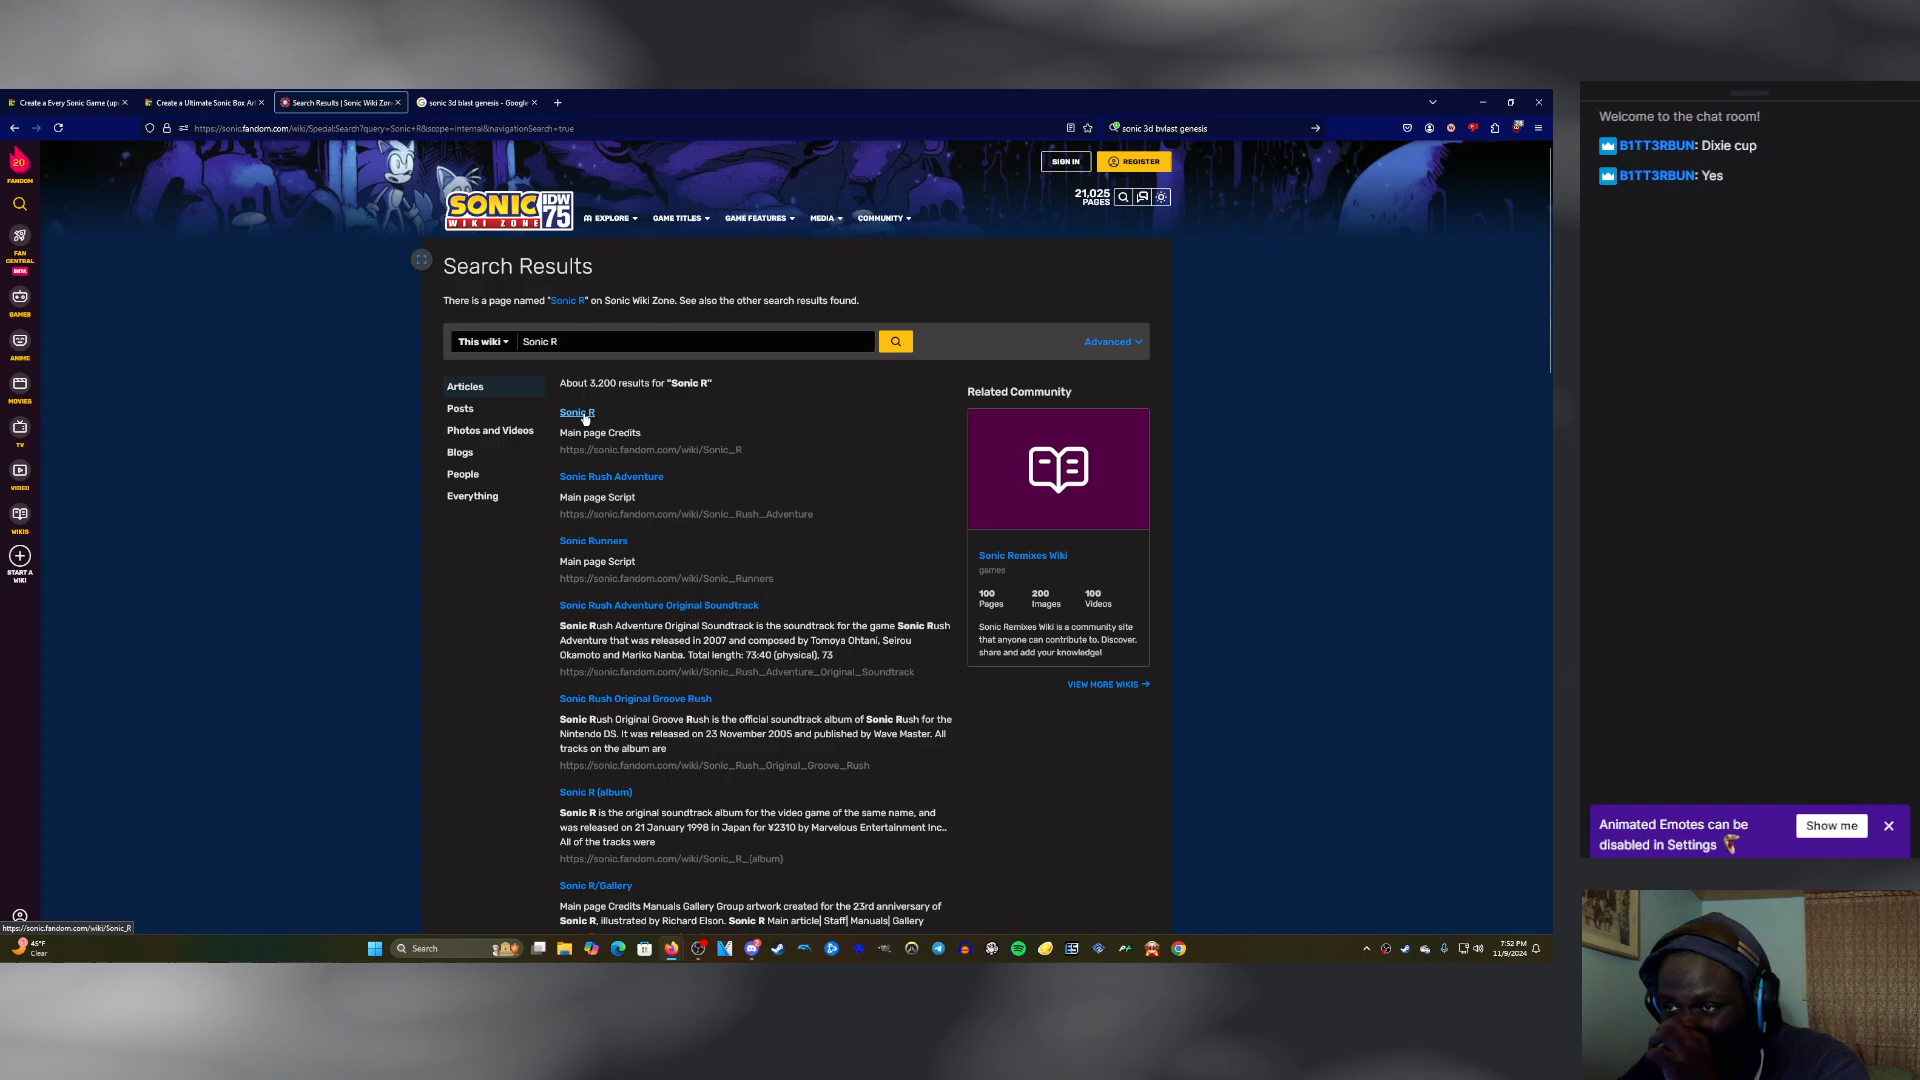 Create a Every Sonic Game (up
Create a Ultimate Sonic Box Ar
Search Results | Sonic Wiki Zon
sonic 3d blast genesis - Google
https://sonic.fandom.com/wiki/Special:Search?query=Sonic+R&scope=internal&navigationSearch=true
sonic 3d bvlast genesis
20
FANDOM
FAN CENTRAL
BETA
GAMES
ANIME
MOVIES
TV
VIDEO
WIKIS
START A WIKI
SIGN IN
REGISTER
SONIC IDW 75
WIKI ZONE
EXPLORE
GAME TITLES
GAME FEATURES
MEDIA
COMMUNITY
21,025
PAGES
Search Results
There is a page named "Sonic R" on Sonic Wiki Zone. See also the other search results found.
This wiki
Sonic R
Advanced
Articles
Posts
Photos and Videos
Blogs
People
Everything
About 3,200 results for "Sonic R"
Sonic R
Main page Credits
https://sonic.fandom.com/wiki/Sonic_R
Sonic Rush Adventure
Main page Script
https://sonic.fandom.com/wiki/Sonic_Rush_Adventure
Sonic Runners
Main page Script
https://sonic.fandom.com/wiki/Sonic_Runners
Sonic Rush Adventure Original Soundtrack
Sonic Rush Adventure Original Soundtrack is the soundtrack for the game Sonic Rush
Adventure that was released in 2007 and composed by Tomoya Ohtani, Seirou
Okamoto and Mariko Nanba. Total length: 73:40 (physical), 73
https://sonic.fandom.com/wiki/Sonic_Rush_Adventure_Original_Soundtrack
Sonic Rush Original Groove Rush
Sonic Rush Original Groove Rush is the official soundtrack album of Sonic Rush for the
Nintendo DS. It was released on 23 November 2005 and published by Wave Master. All
tracks on the album are
https://sonic.fandom.com/wiki/Sonic_Rush_Original_Groove_Rush
Sonic R (album)
Sonic R is the original soundtrack album for the video game of the same name, and
was released on 21 January 1998 in Japan for ¥2310 by Marvelous Entertainment Inc..
All of the tracks were
https://sonic.fandom.com/wiki/Sonic_R_(album)
Sonic R/Gallery
Main page Credits Manuals Gallery Group artwork created for the 23rd anniversary of
Sonic R, illustrated by Richard Elson. Sonic R Main article| Staff| Manuals| Gallery
Related Community
Sonic Remixes Wiki
games
100 200 100
Pages Images Videos
Sonic Remixes Wiki is a community site
that anyone can contribute to. Discover,
share and add your knowledge!
VIEW MORE WIKIS
https://sonic.fandom.com/wiki/Sonic_R
45°F
Clear
Search
7:52 PM
11/9/2024
Welcome to the chat room!
B1TT3RBUN: Dixie cup
B1TT3RBUN: Yes
Animated Emotes can be
disabled in Settings
Show me